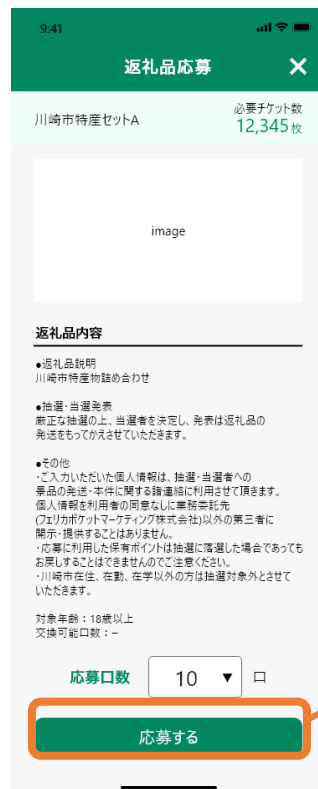 9:41
返礼品応募
×
川崎市特産セットA
必要チケット数
12,345枚
image
返礼品内容
●返礼品説明
川崎市特産物詰め合わせ
●抽選・当選発表
厳正な抽選の上、当選者を決定し、発表は返礼品の
発送をもってかえさせていただきます。
●その他
・ご入力いただいた個人情報は、抽選・当選者への
景品の発送・本件に関する諸連絡に利用させて頂きます。
個人情報を利用者の同意なしに業務委託先
(フェリカポケットマーケティング株式会社)以外の第三者に
開示・提供することはありません。
・応募に利用した保有ポイントは抽選に落選した場合であっても
お戻しすることはできませんのでご注意ください。
・川崎市在住、在勤、在学以外の方は抽選対象外とさせて
いただきます。
対象年齢：18歳以上
交換可能口数：–
応募口数 10 ▼ 口
応募する